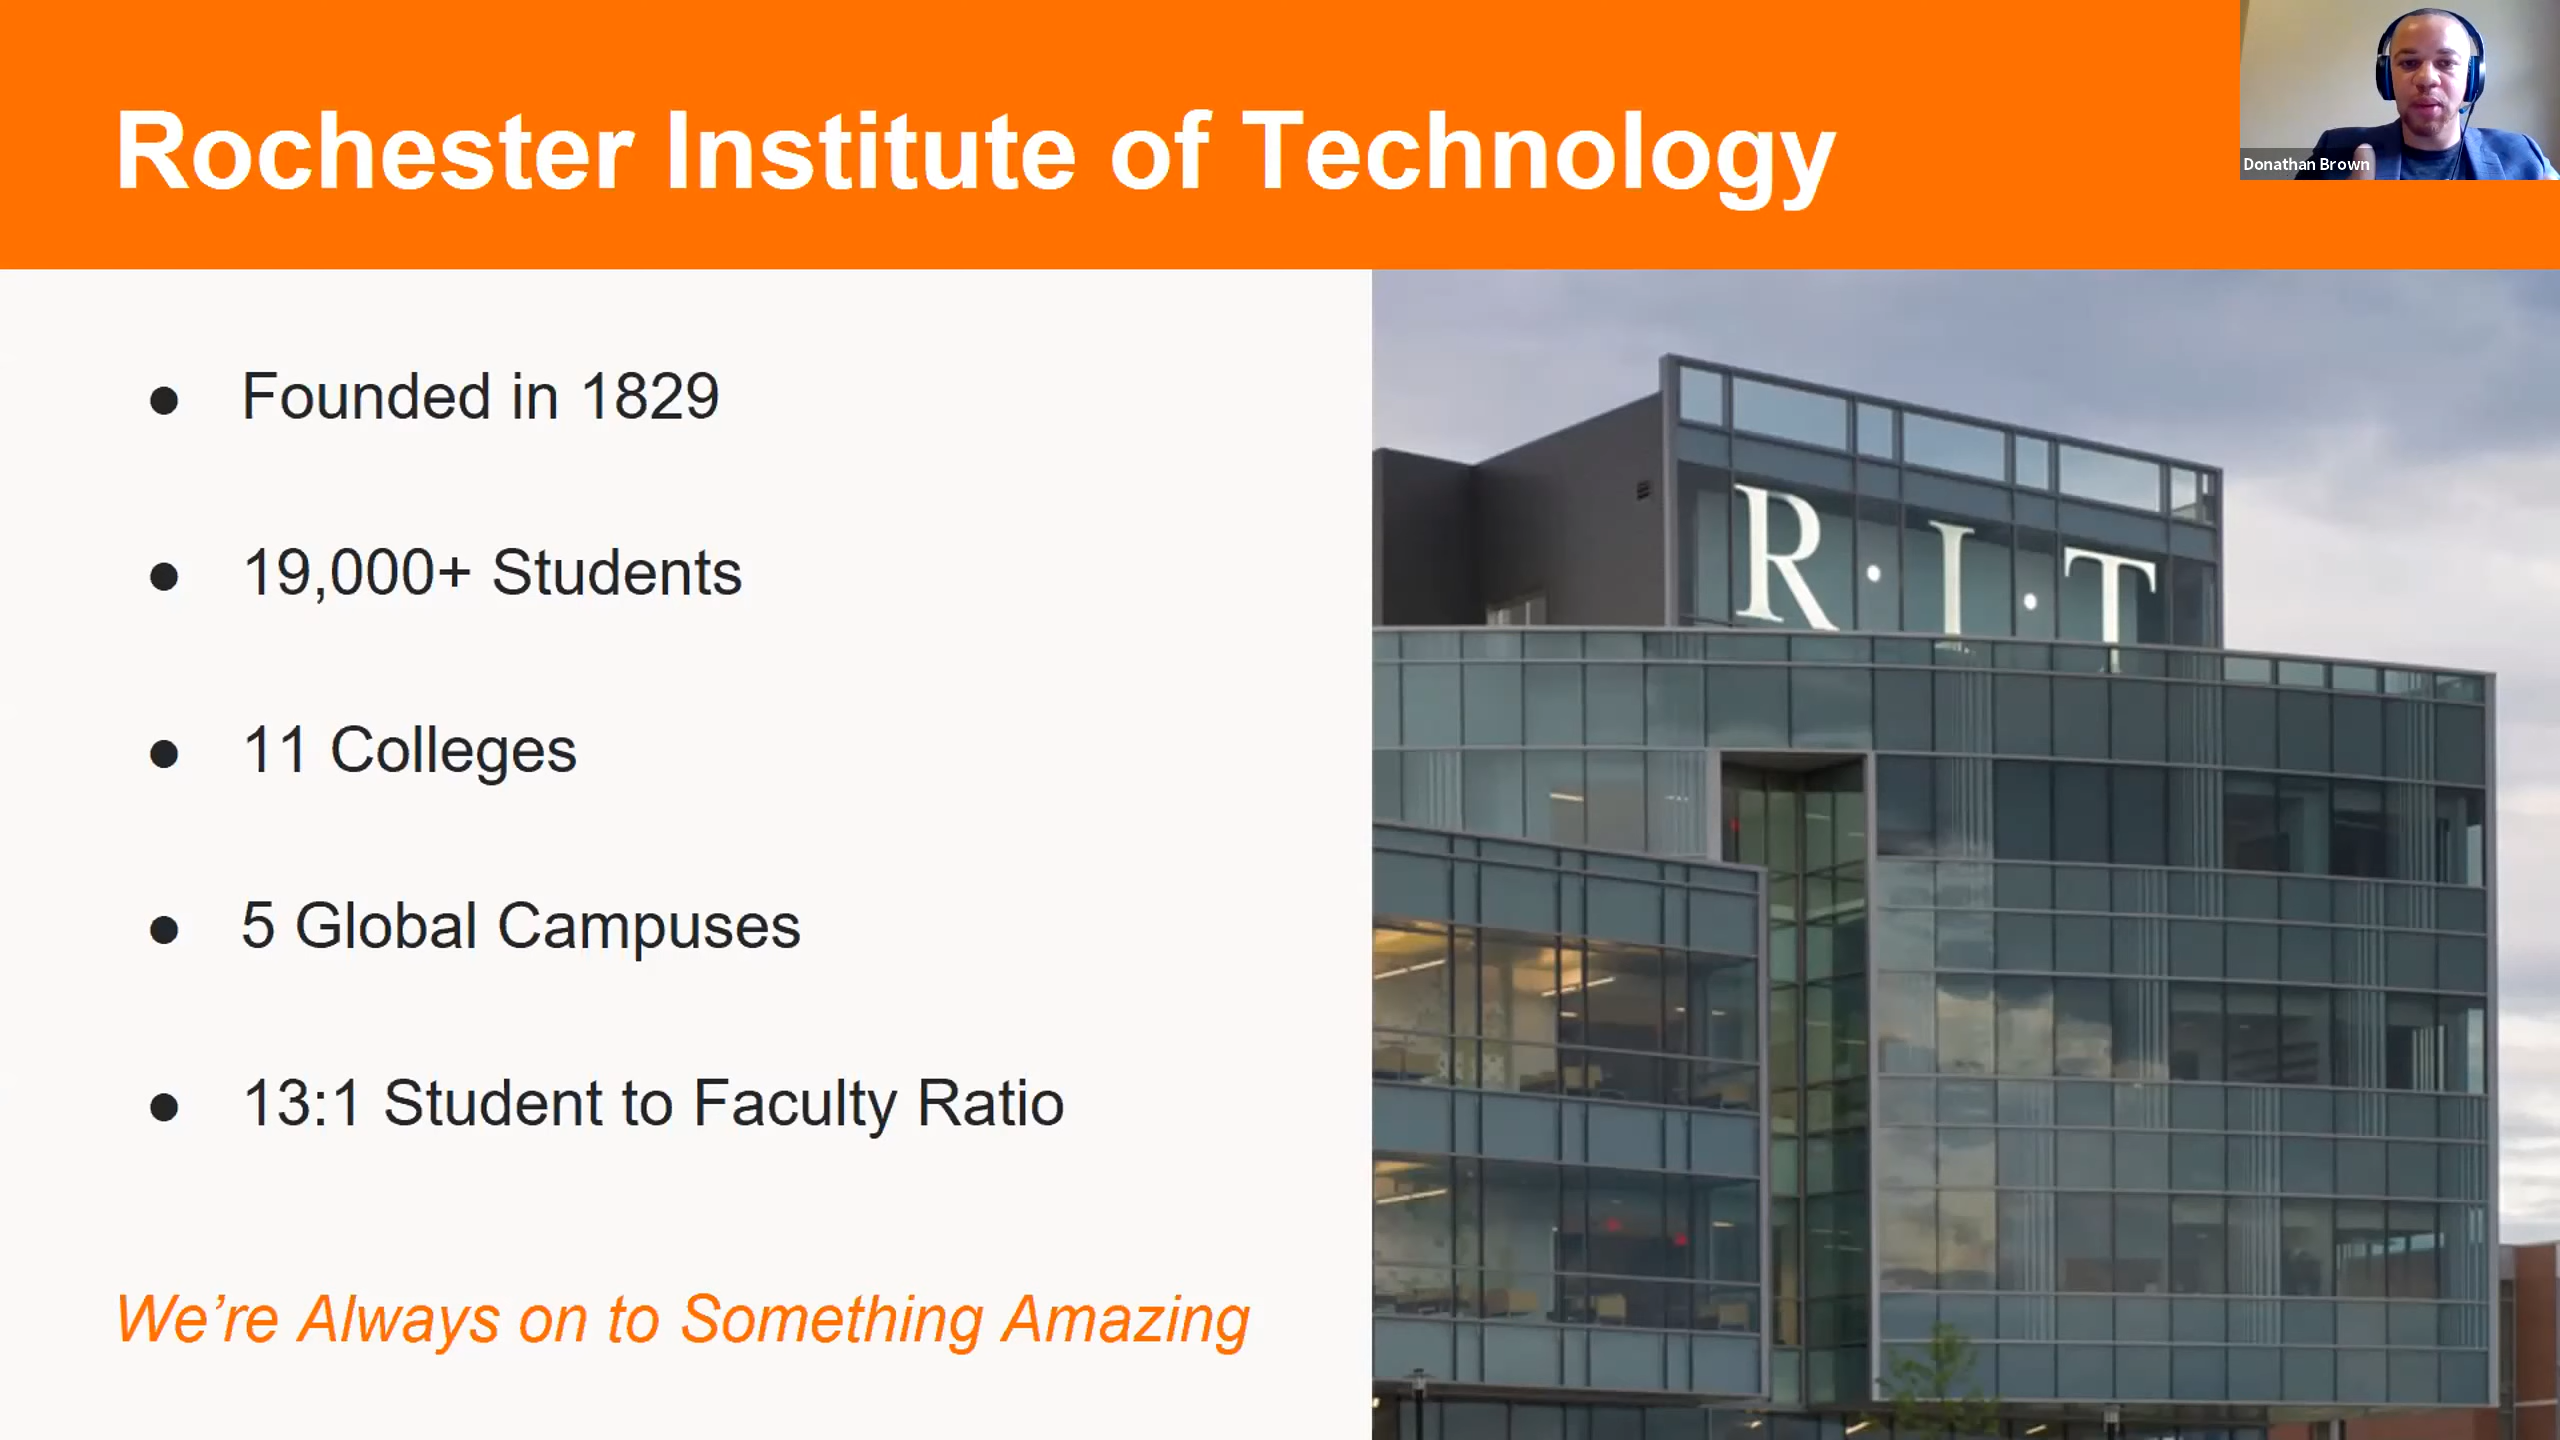 Rochester Institute of Technology
Donathan Brown
● Founded in 1829
● 19,000+ Students
● 11 Colleges
● 5 Global Campuses
● 13:1 Student to Faculty Ratio
We’re Always on to Something Amazing
R·I·T